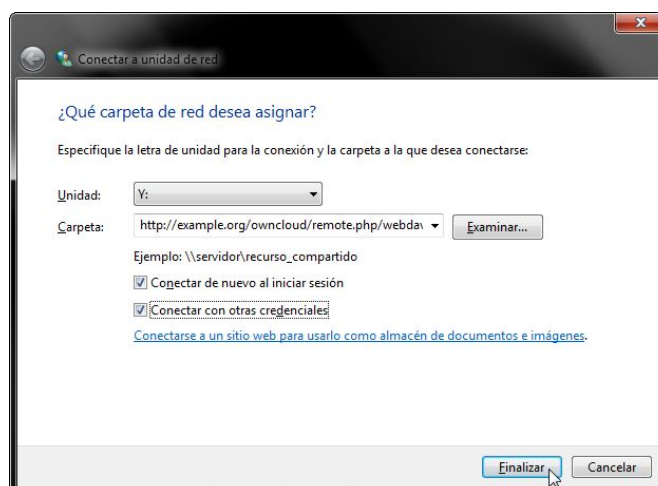 Conectar a unidad de red
¿Qué carpeta de red desea asignar?
Especifique la letra de unidad para la conexión y la carpeta a la que desea conectarse:
Unidad: Y:
Carpeta: http://example.org/owncloud/remote.php/webdav Examinar...
Ejemplo: \\servidor\recurso_compartido
Conectar de nuevo al iniciar sesión
Conectar con otras credenciales
Conectarse a un sitio web para usarlo como almacén de documentos e imágenes.
Finalizar Cancelar